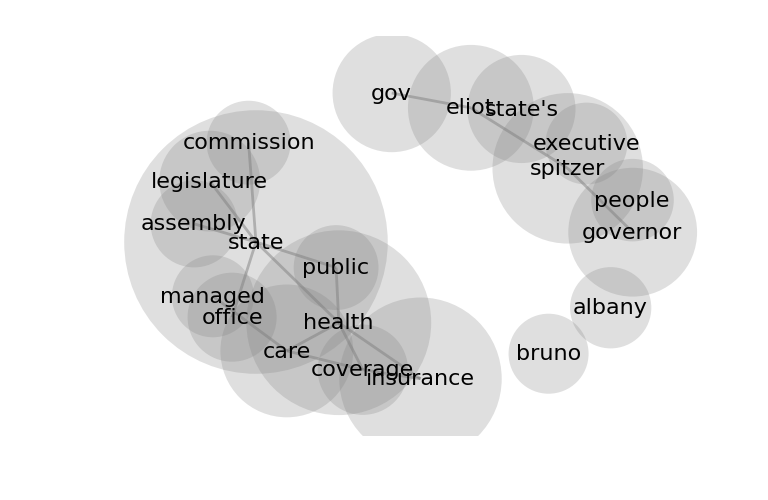 gov
eliot
state's
commission
executive
spitzer
legislature
people
assembly
governor
state
public
managed
albany
office
health
care
bruno
coverage
insurance